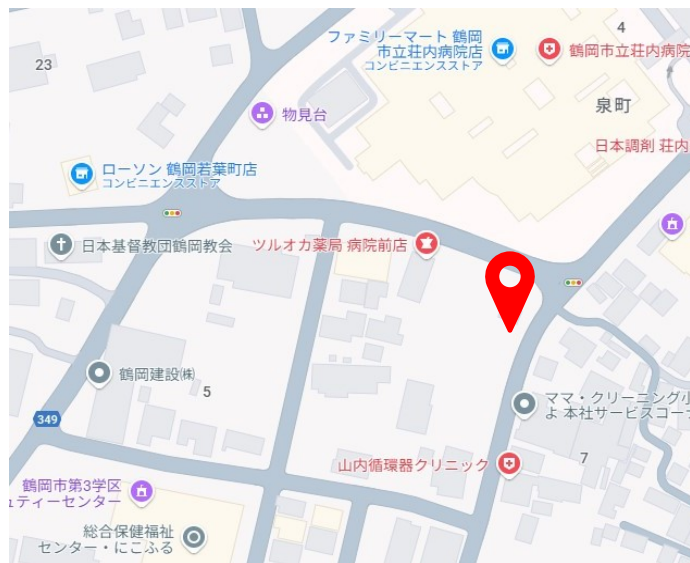 4
ファミリーマート 鶴岡
市立荘内病院店
コンビニエンスストア
鶴岡市立荘内病院
23
泉町
物見台
日本調剤 荘内
ローソン 鶴岡若葉町店
コンビニエンスストア
日本基督教団鶴岡教会
ツルオカ薬局 病院前店
鶴岡建設㈱
5
ママ・クリーニング小
よ 本社サービスコーナ
349
山内循環器クリニック
7
鶴岡市第3学区
ュティーセンター
総合保健福祉
センター・にこふる